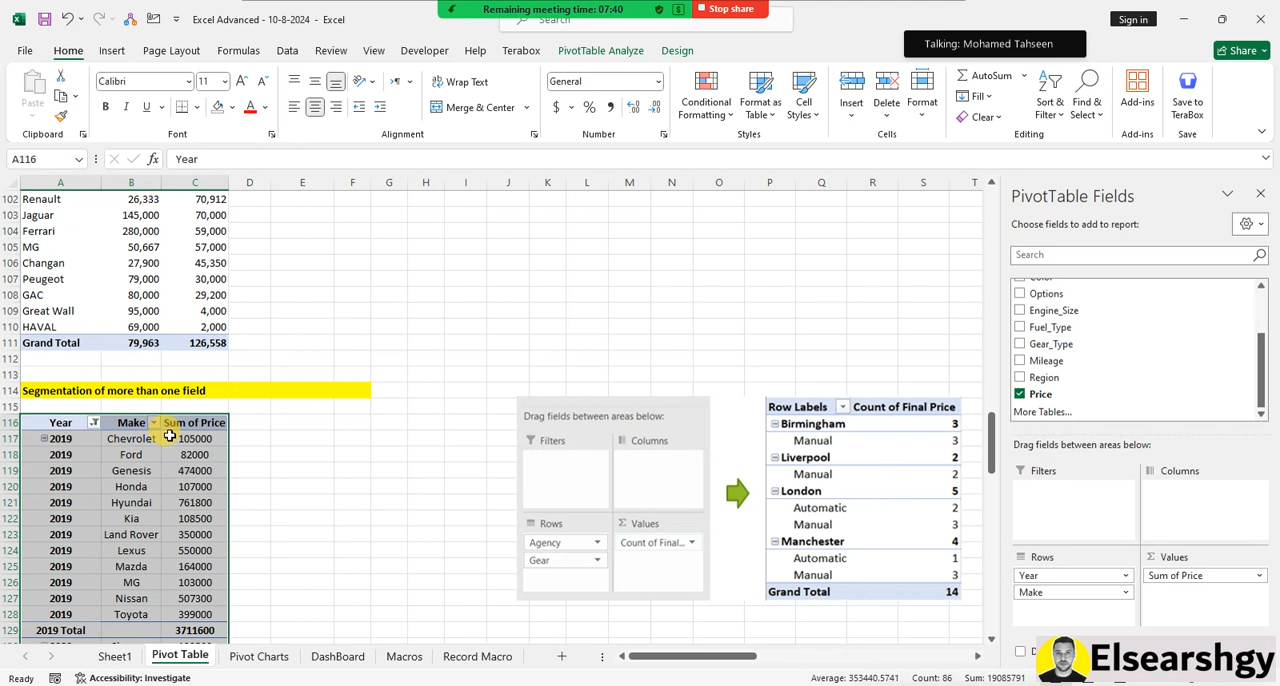 Remaining meeting time: 07:40 Stop share
Excel Advanced - 10-8-2024 - Excel
Search
Sign in
Talking: Mohamed Tahseen
File Home Insert Page Layout Formulas Data Review View Developer Help Terabox PivotTable Analyze Design Share
Paste Calibri 11 Wrap Text General Conditional Formatting Format as Table Cell Styles Insert Delete Format AutoSum Sort & Filter Find & Select Add-ins Save to TeraBox
B I U Merge & Center $ % Fill Clear
Clipboard Font Alignment Number Styles Cells Editing Add-ins Save
A116 fx Year
A B C D E F G H I J K L M N O P Q R S T
102 Renault 26,333 70,912
103 Jaguar 145,000 70,000
104 Ferrari 280,000 59,000
105 MG 50,667 57,000
106 Changan 27,900 45,350
107 Peugeot 79,000 30,000
108 GAC 80,000 29,200
109 Great Wall 95,000 4,000
110 HAVAL 69,000 2,000
111 Grand Total 79,963 126,558
112
113
114 Segmentation of more than one field
115
116 Year Make Sum of Price
117 2019 Chevrolet 105000
118 2019 Ford 82000
119 2019 Genesis 474000
120 2019 Honda 107000
121 2019 Hyundai 761800
122 2019 Kia 108500
123 2019 Land Rover 350000
124 2019 Lexus 550000
125 2019 Mazda 164000
126 2019 MG 103000
127 2019 Nissan 507300
128 2019 Toyota 399000
129 2019 Total 3711600
Drag fields between areas below:
Filters Columns
Rows Values
Agency Count of Final...
Gear
Row Labels Count of Final Price
Birmingham 3
Manual 3
Liverpool 2
Manual 2
London 5
Automatic 2
Manual 3
Manchester 4
Automatic 1
Manual 3
Grand Total 14
PivotTable Fields
Choose fields to add to report:
Search
Options
Engine_Size
Fuel_Type
Gear_Type
Mileage
Region
Price
More Tables...
Drag fields between areas below:
Filters Columns
Rows Values
Year Sum of Price
Make
Sheet1 Pivot Table Pivot Charts Dashboard Macros Record Macro
Ready Accessibility: Investigate Average: 353440.5741 Count: 86 Sum: 19085791
Elsearshgy